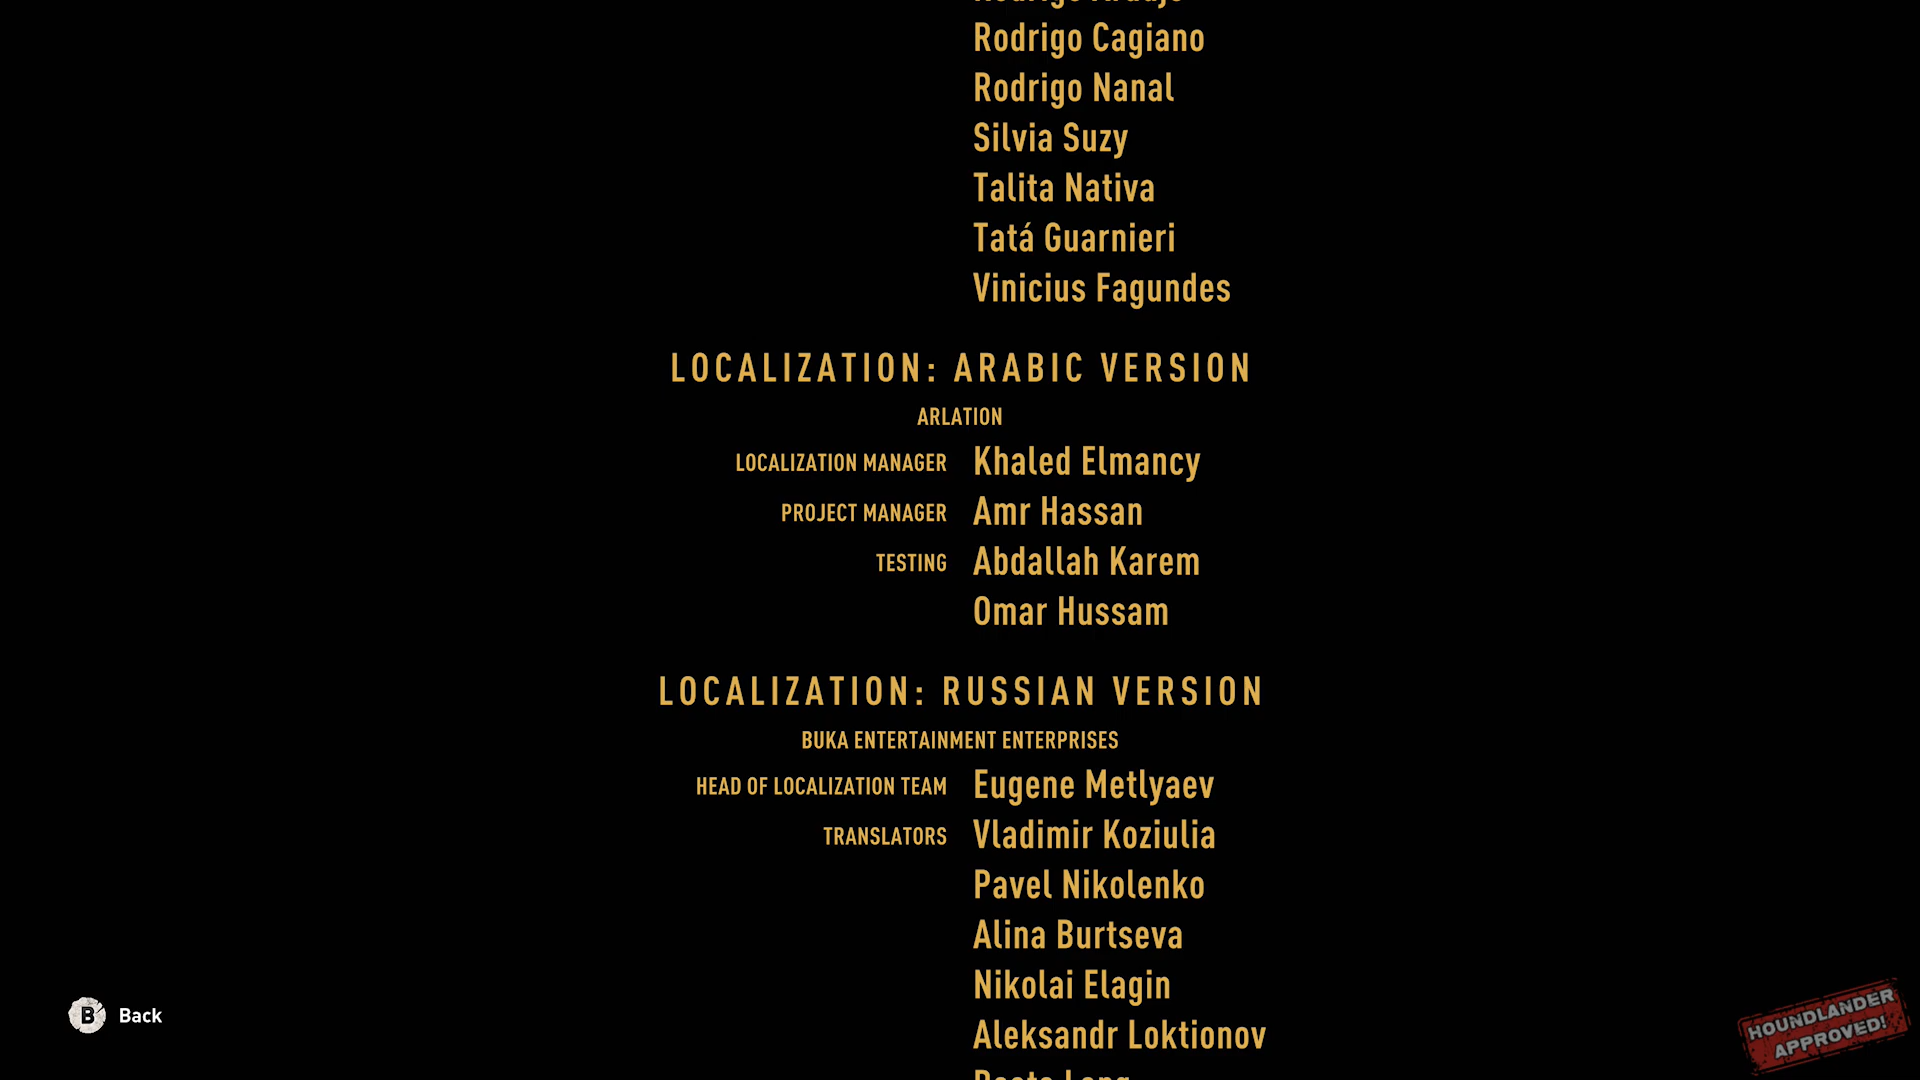 Rodrigo Cagiano
Rodrigo Nanal
Silvia Suzy
Talita Nativa
Tatá Guarnieri
Vinicius Fagundes
LOCALIZATION: ARABIC VERSION
ARLATION
LOCALIZATION MANAGER Khaled Elmancy
PROJECT MANAGER Amr Hassan
TESTING Abdallah Karem
Omar Hussam
LOCALIZATION: RUSSIAN VERSION
BUKA ENTERTAINMENT ENTERPRISES
HEAD OF LOCALIZATION TEAM Eugene Metlyaev
TRANSLATORS Vladimir Koziulia
Pavel Nikolenko
Alina Burtseva
Nikolai Elagin
Aleksandr Loktionov
B Back
HOUNDLANDER
APPROVED!